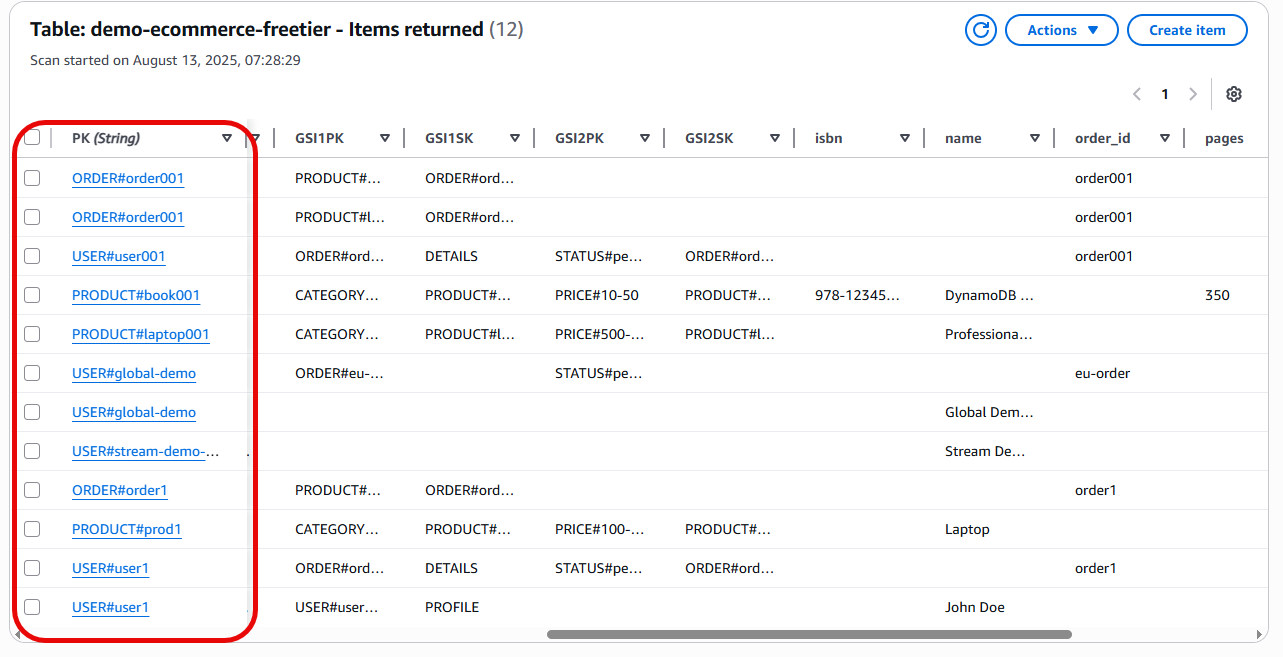 Table: demo-ecommerce-freetier - Items returned (12)
Actions
Create item
Scan started on August 13, 2025, 07:28:29
1
PK (String) GSI1PK GSI1SK GSI2PK GSI2SK isbn name order_id pages
ORDER#order001 PRODUCT#... ORDER#ord... order001
ORDER#order001 PRODUCT#l... ORDER#ord... order001
USER#user001 ORDER#ord... DETAILS STATUS#pe... ORDER#ord... order001
PRODUCT#book001 CATEGORY... PRODUCT#... PRICE#10-50 PRODUCT#... 978-12345... DynamoDB ... 350
PRODUCT#laptop001 CATEGORY... PRODUCT#l... PRICE#500-... PRODUCT#l... Professiona...
USER#global-demo ORDER#eu-... STATUS#pe... eu-order
USER#global-demo Global Dem...
USER#stream-demo-... Stream De...
ORDER#order1 PRODUCT#... ORDER#ord... order1
PRODUCT#prod1 CATEGORY... PRODUCT#... PRICE#100-... PRODUCT#... Laptop
USER#user1 ORDER#ord... DETAILS STATUS#pe... ORDER#ord... order1
USER#user1 USER#user... PROFILE John Doe